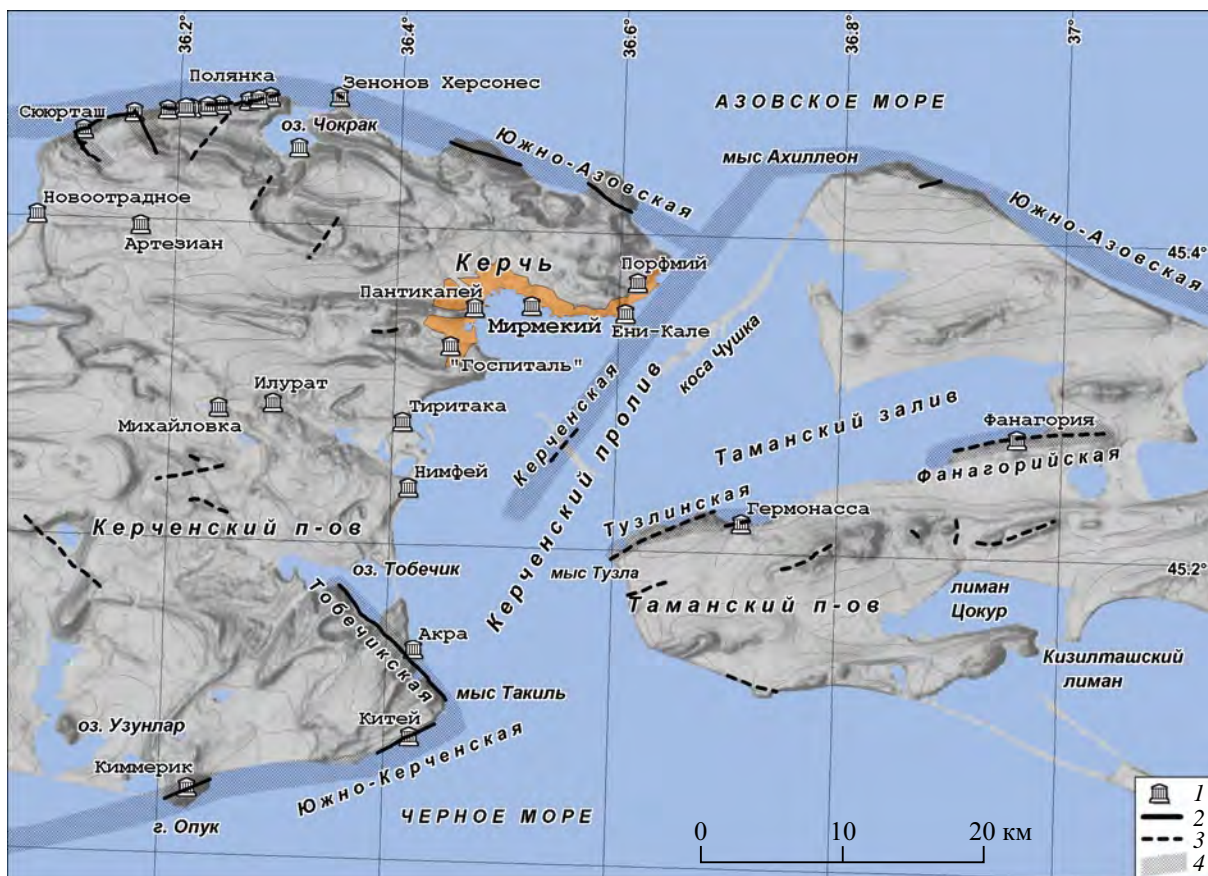 36.2°
36.4°
36.6°
36.8°
37°
Полянка
Зенонов Херсонес
АЗОВСКОЕ МОРЕ
Сююрташ
оз. Чокрак
Южно-Азовская
мыс Ахиллеон
Южно-Азовская
Новоотрадное
Артезиан
45.4°
Керчь
Порфмий
Пантикапей
Мирмекий
Ени-Кале
"Госпиталь"
коса Чушка
Илурат
Михайловка
Тиритака
Керченская
Керченский пролив
Таманский залив
Фанагория
Фанагорийская
Нимфей
Тузлинская
Гермонасса
Керченский п-ов
оз. Тобечик
мыс Тузла
45.2°
Таманский п-ов
лиман
Цокур
Тобечикская
Акра
Кизилташский
лиман
мыс Такиль
Китей
оз. Узунлар
Южно-Керченская
Киммерик
г. Опук
ЧЕРНОЕ МОРЕ
0 10 20 км
1
2
3
4